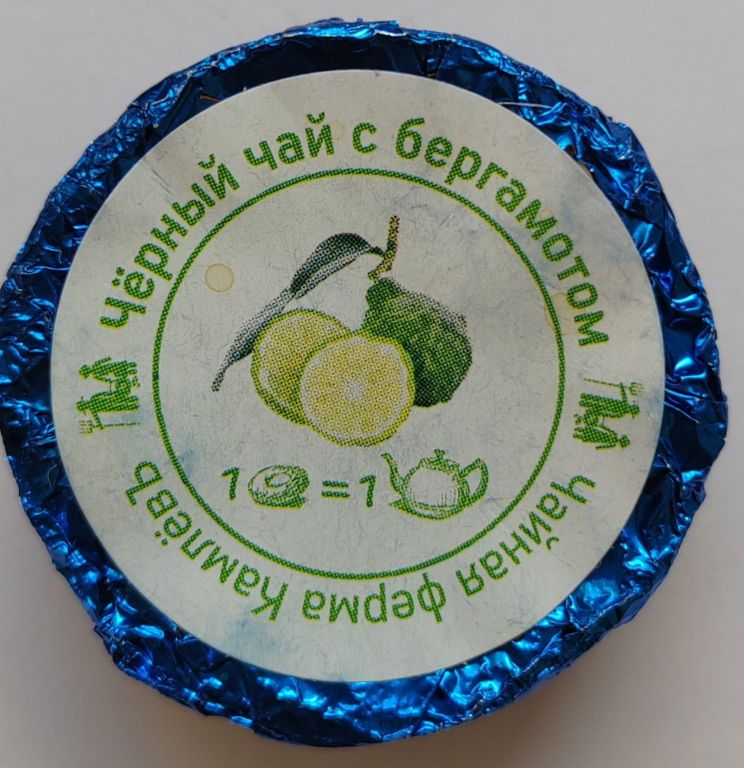 чёрный чай с бергамотом
1 = 1
Чайная ферма КамлёвЪ